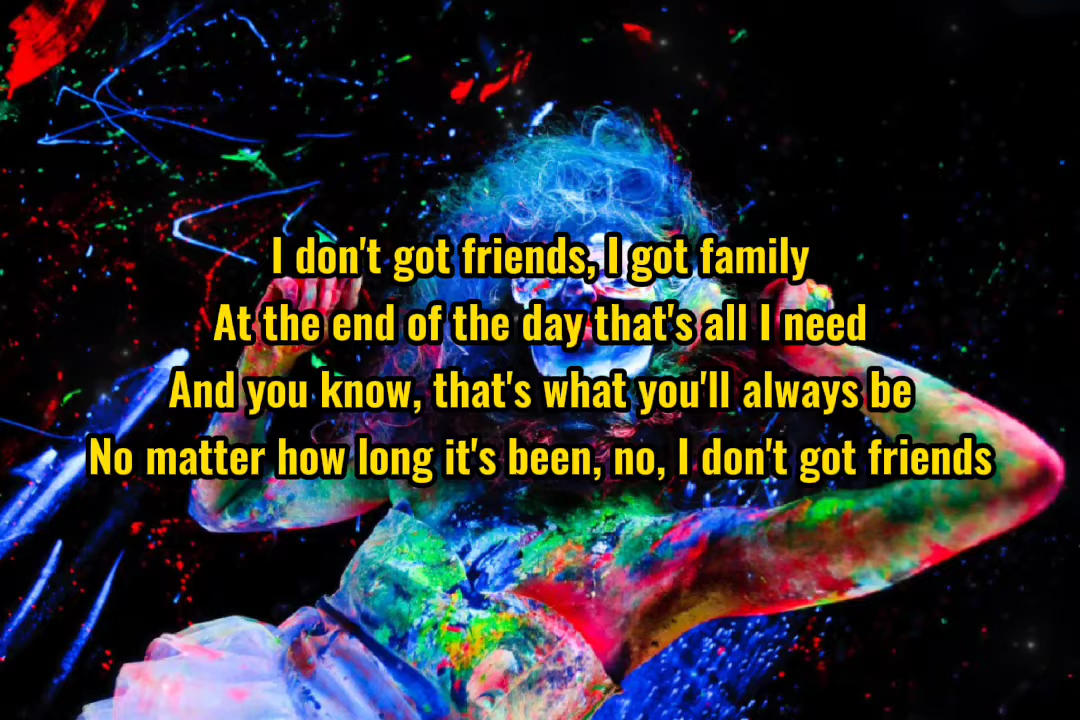 I don't got friends, I got family
At the end of the day that's all I need
And you know, that's what you'll always be
No matter how long it's been, no, I don't got friends